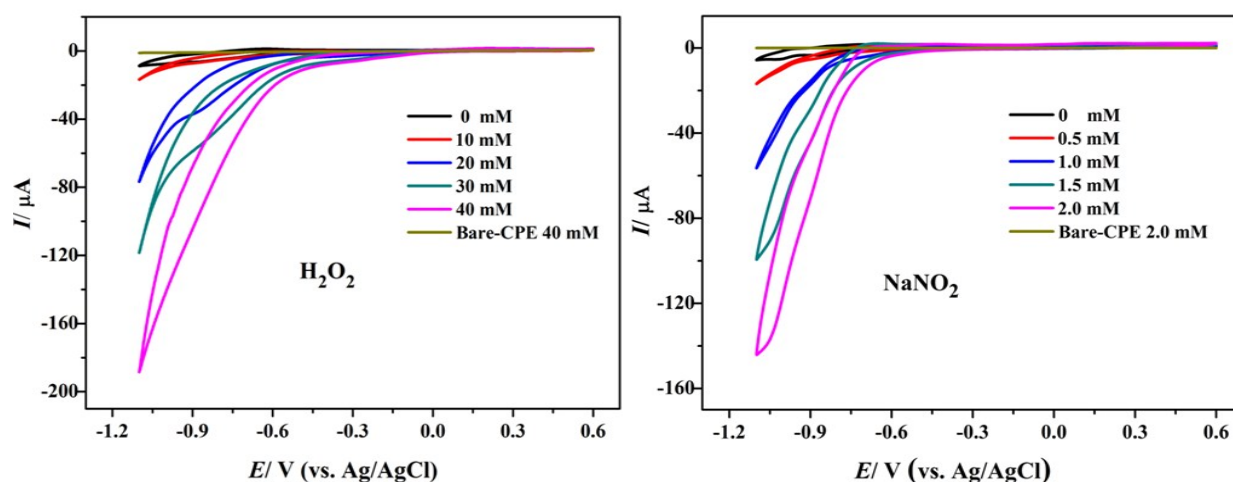 0
-40
-80
-120
-160
-200
I/ μA
0 mM
10 mM
20 mM
30 mM
40 mM
Bare-CPE 40 mM
H₂O₂
-1.2 -0.9 -0.6 -0.3 0.0 0.3 0.6
E/ V (vs. Ag/AgCl)
0
-40
-80
-120
-160
I/ μA
0 mM
0.5 mM
1.0 mM
1.5 mM
2.0 mM
Bare-CPE 2.0 mM
NaNO₂
-1.2 -0.9 -0.6 -0.3 0.0 0.3 0.6
E/ V (vs. Ag/AgCl)